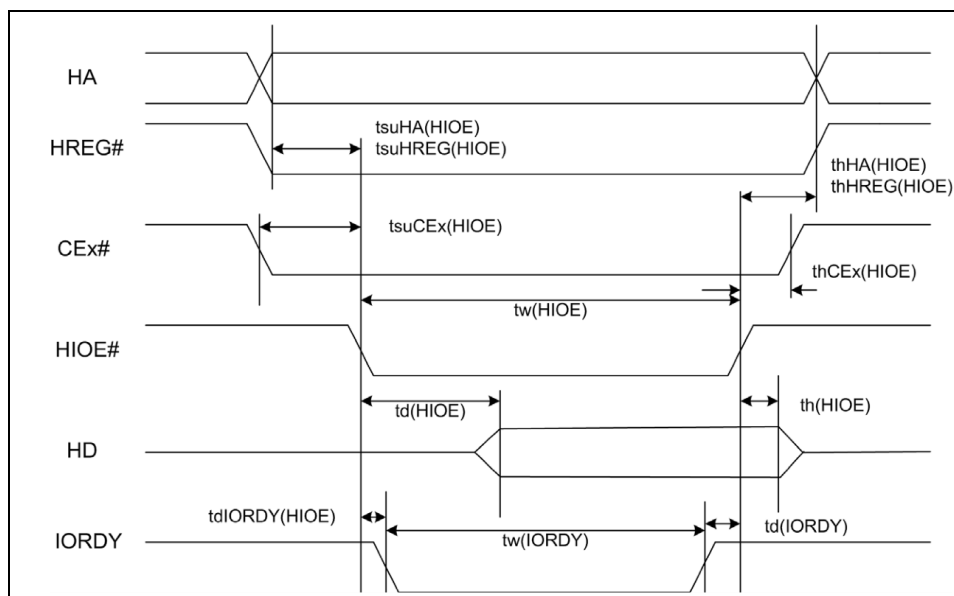 HA
tsuHA(HIOE)
HREG#
tsuHREG(HIOE)
thHA(HIOE)
thHREG(HIOE)
tsuCEx(HIOE)
CEx#
thCEx(HIOE)
tw(HIOE)
HIOE#
td(HIOE)
th(HIOE)
HD
tdIORDY(HIOE)
td(IORDY)
tw(IORDY)
IORDY